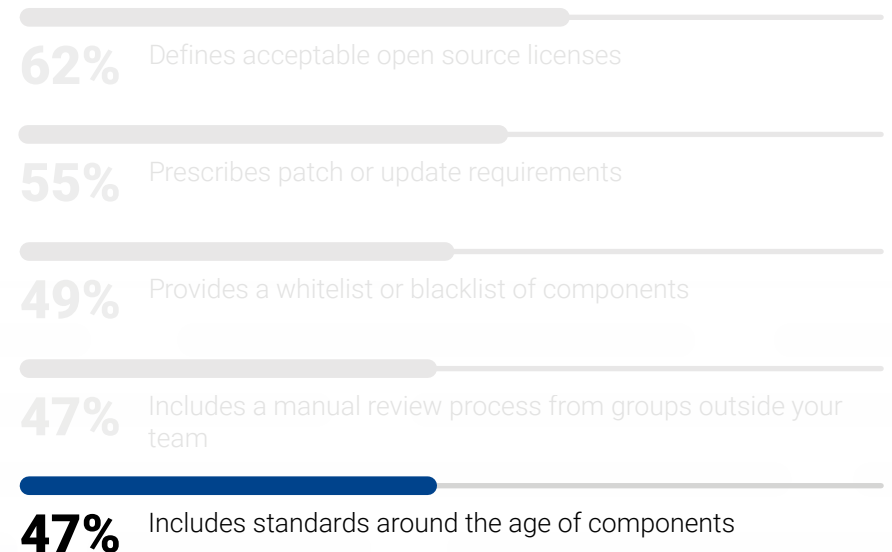 62% Defines acceptable open source licenses
55% Prescribes patch or update requirements
49% Provides a whitelist or blacklist of components
47% Includes a manual review process from groups outside your
team
47% Includes standards around the age of components